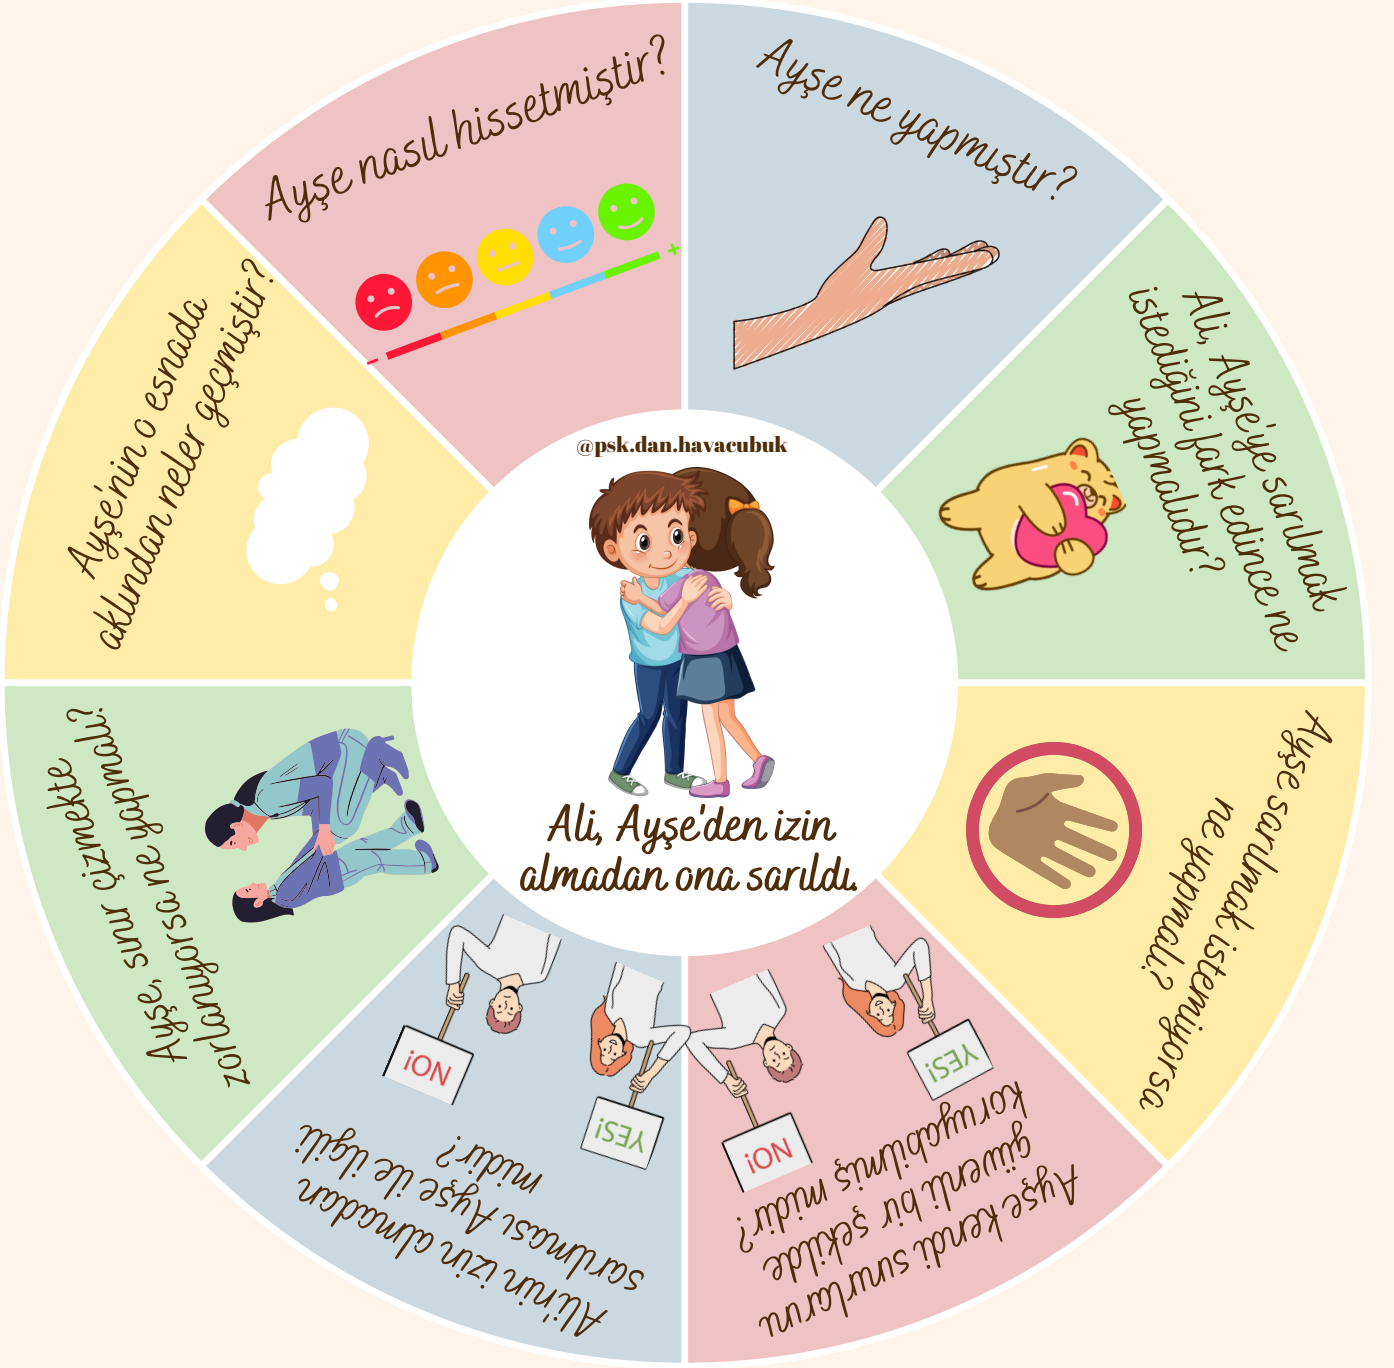 @psk.dan.havacubuk
Ali, Ayşe'den izin
almadan ona sarıldı.
Ayşe ne yapmıştır?
Ali, Ayşe'ye sarılmak
istediğini fark edince ne
yapmalıdır?
Ayşe sarılmak istemiyorsa
ne yapmalı?
Ayşe kendi sınırlarını
güvenli bir şekilde
koruyabilmiş midir?
NO!
YES!
Ali'nin izin almadan
sarılması Ayşe ile ilgili
midir?
YES!
NO!
Ayşe, sınır çizmekte
zorlanıyorsa ne yapmalı?
Ayşe'nin o esnada
aklından neler geçmiştir?
Ayşe nasıl hissetmiştir?
- +